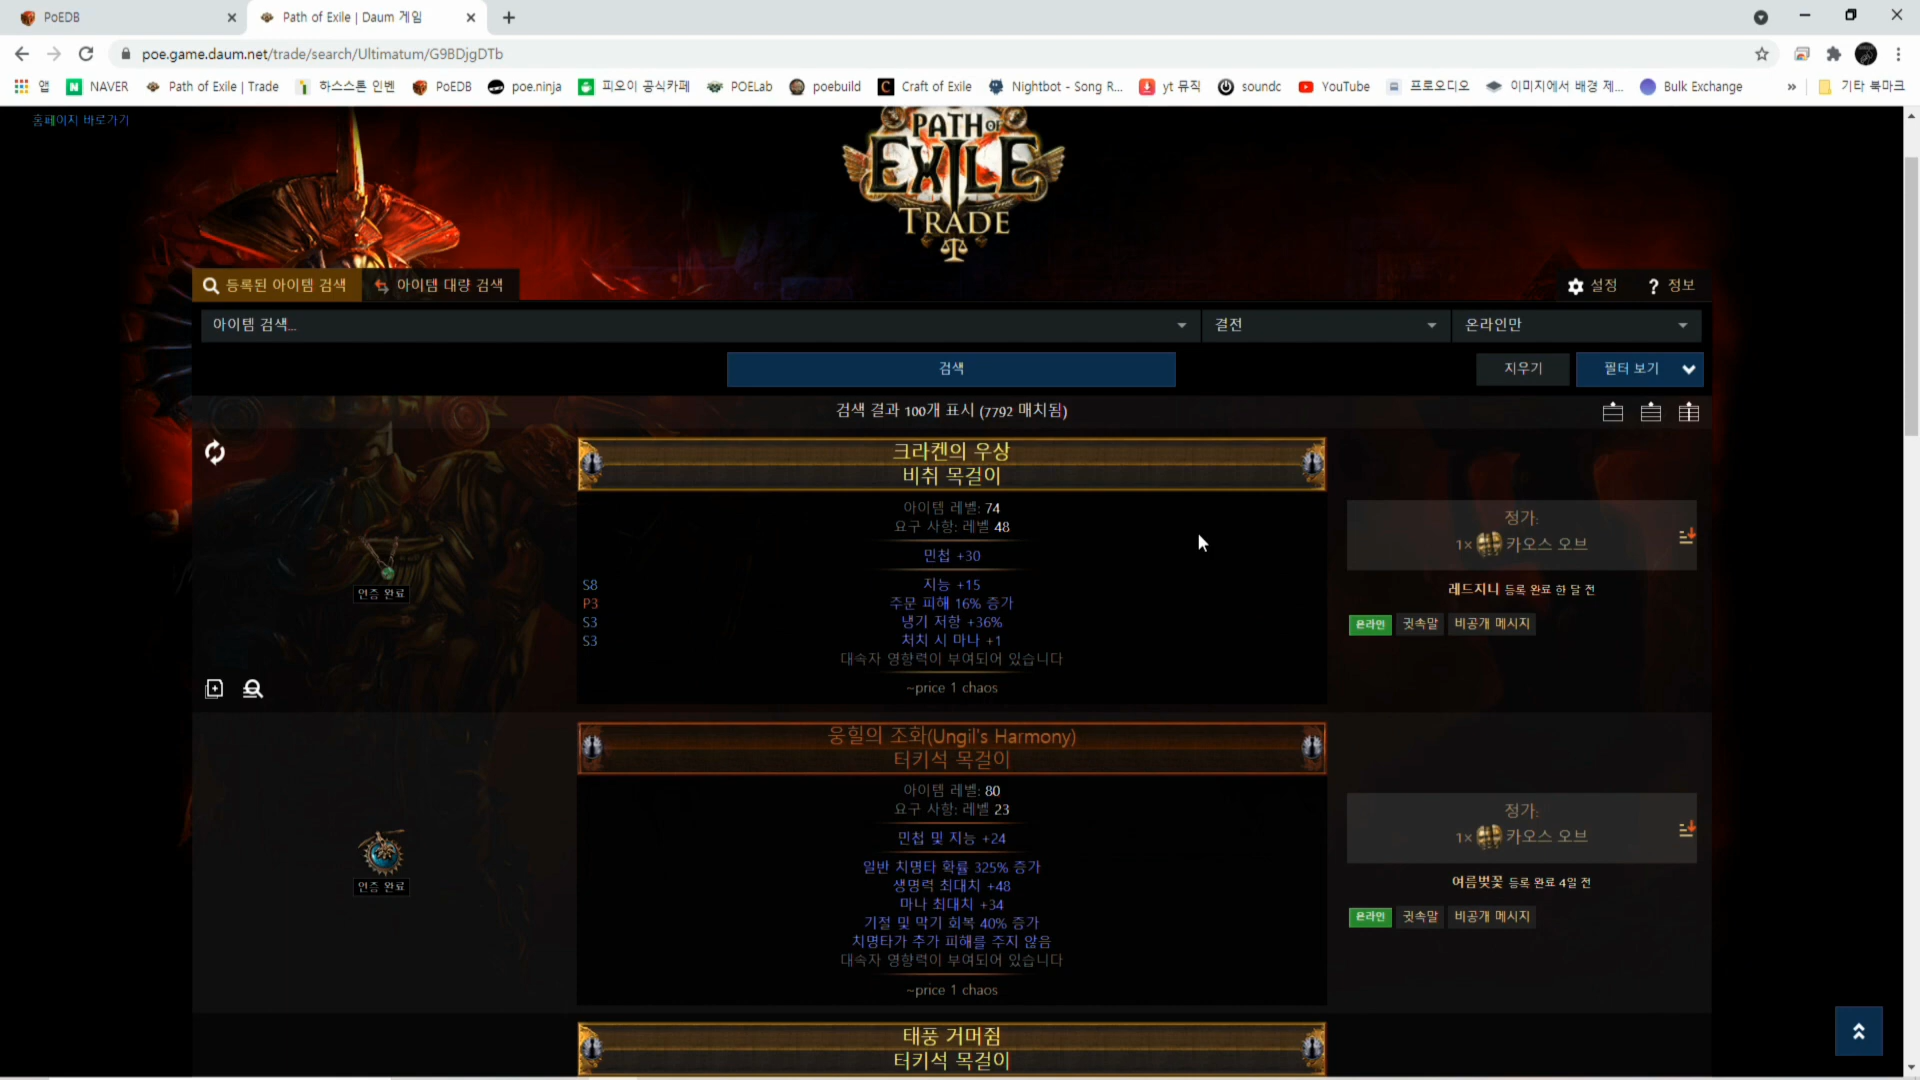 PoEDB
Path of Exile | Daum 게임
poe.game.daum.net/trade/search/Ultimatum/G9BDjgDTb
앱
NAVER
Path of Exile | Trade
하스스톤 인벤
PoEDB
poe.ninja
피오이 공식카페
POELab
poebuild
Craft of Exile
Nightbot - Song R...
yt 뮤직
soundc
YouTube
프로오디오
이미지에서 배경 제...
Bulk Exchange
»
기타 북마크
홈페이지 바로가기
PATH OF
EXILE
TRADE
등록된 아이템 검색
아이템 대량 검색
설정
? 정보
아이템 검색...
결전
온라인만
검색
지우기
필터 보기
검색 결과 100개 표시 (7792 매치됨)
크라켄의 우상
비취 목걸이
아이템 레벨: 74
요구 사항: 레벨 48
민첩 +30
S8 지능 +15
P3 주문 피해 16% 증가
S3 냉기 저항 +36%
S3 처치 시 마나 +1
대속자 영향력이 부여되어 있습니다
~price 1 chaos
인증 완료
정가:
1× 카오스 오브
레드지니 등록 완료 한 달 전
온라인 귓속말 비공개 메시지
웅힐의 조화(Ungil's Harmony)
터키석 목걸이
아이템 레벨: 80
요구 사항: 레벨 23
민첩 및 지능 +24
일반 치명타 확률 325% 증가
생명력 최대치 +48
마나 최대치 +34
기절 및 막기 회복 40% 증가
치명타가 추가 피해를 주지 않음
대속자 영향력이 부여되어 있습니다
~price 1 chaos
인증 완료
정가:
1× 카오스 오브
여름벚꽃 등록 완료 4일 전
온라인 귓속말 비공개 메시지
태풍 거머쥠
터키석 목걸이